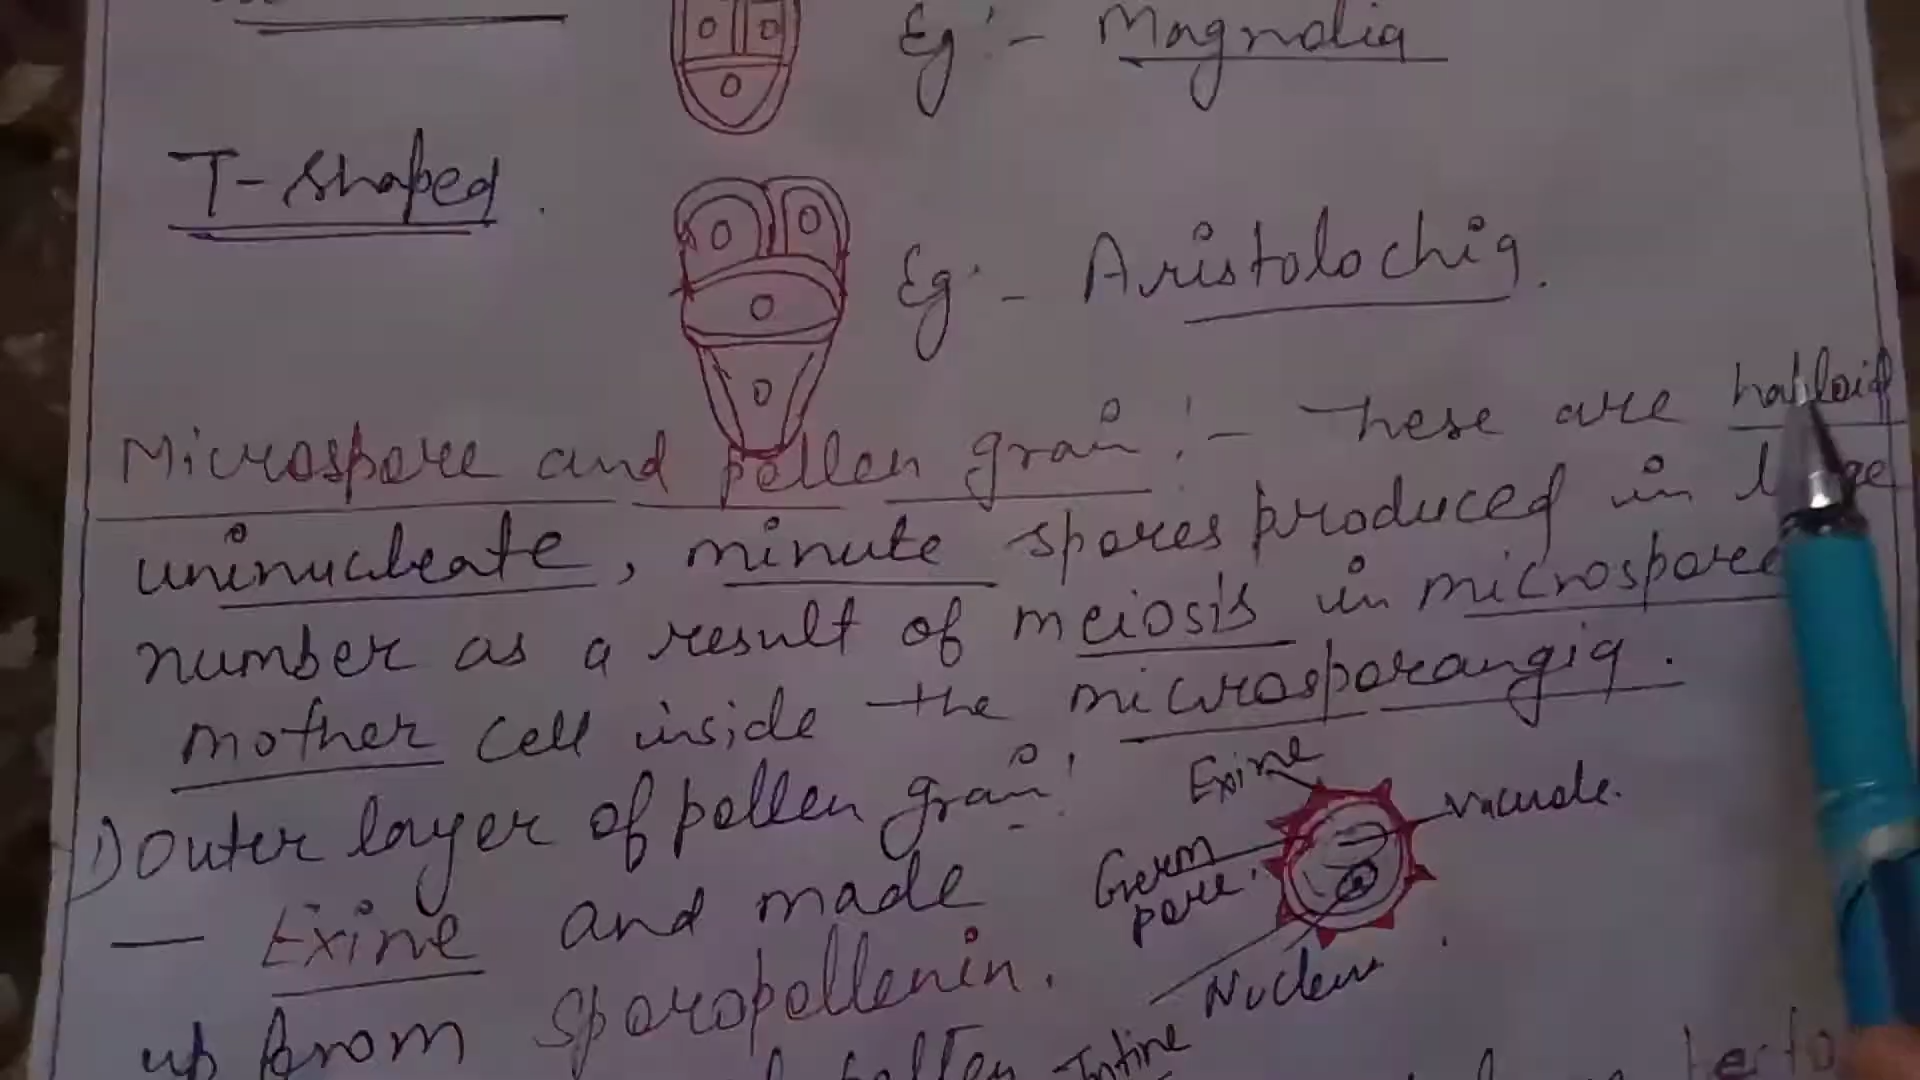 Eg:- Magnolia
T-shaped.
Eg:- Aristolochia.
Microspore and pollen grain:- These are haploid
uninucleate, minute spores produced in large
number as a result of meiosis in microspore
mother cell inside the microsporangia.
1) Outer layer of pollen grain:-
Exine
Vacuole.
Germ
pore.
— Exine and made
Nucleus
up from sporopollenin.
pollen
Intine